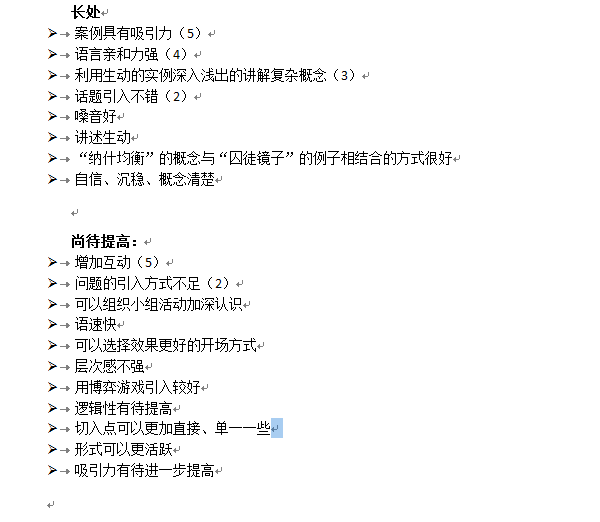 长处
案例具有吸引力（5）
语言亲和力强（4）
利用生动的实例深入浅出的讲解复杂概念（3）
话题引入不错（2）
嗓音好
讲述生动
“纳什均衡”的概念与“囚徒镜子”的例子相结合的方式很好
自信、沉稳、概念清楚
尚待提高：
增加互动（5）
问题的引入方式不足（2）
可以组织小组活动加深认识
语速快
可以选择效果更好的开场方式
层次感不强
用博弈游戏引入较好
逻辑性有待提高
切入点可以更加直接、单一一些
形式可以更活跃
吸引力有待进一步提高